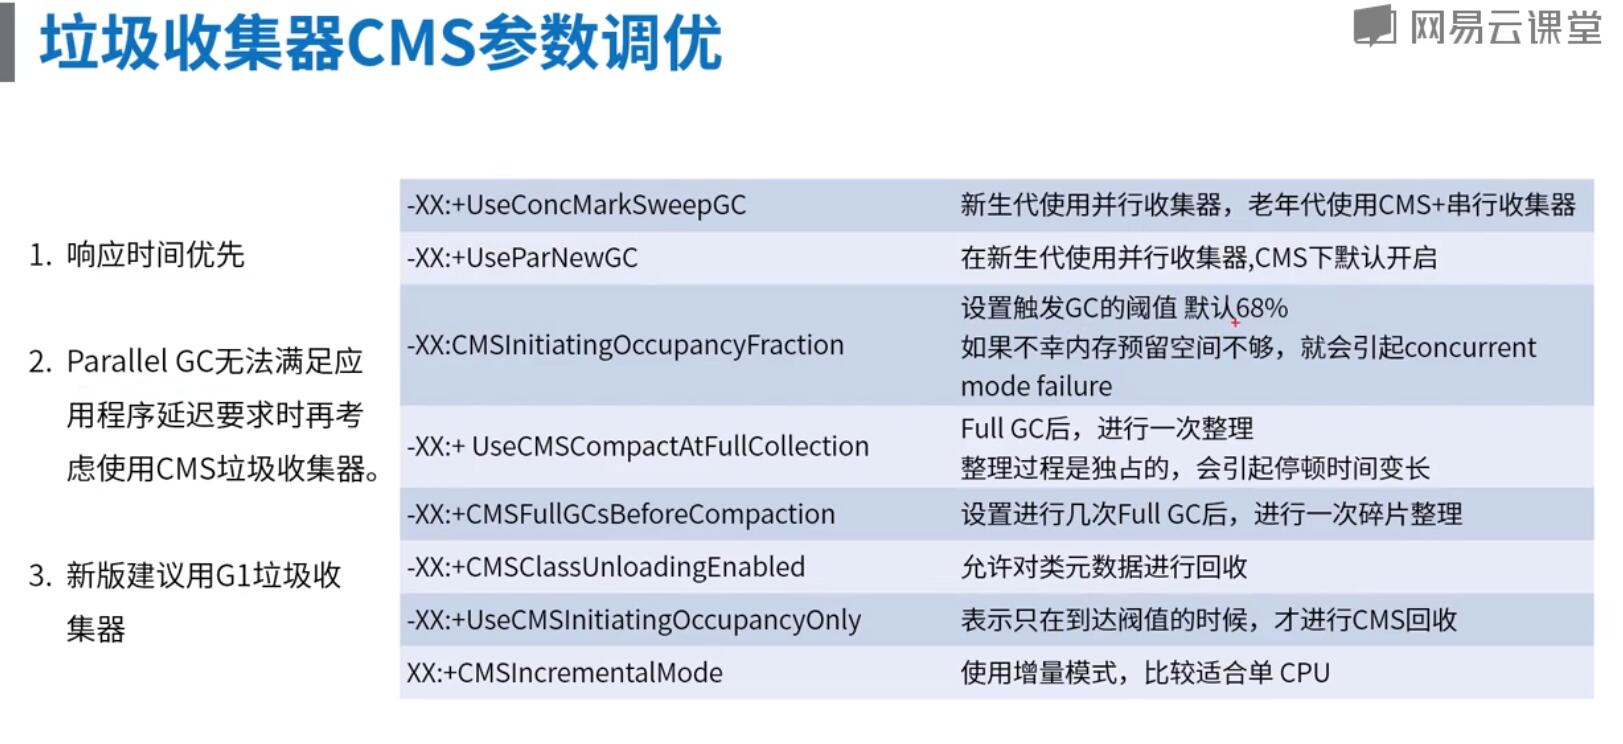 垃圾收集器CMS参数调优
网易云课堂
1. 响应时间优先
2. Parallel GC无法满足应
用程序延迟要求时再考
虑使用CMS垃圾收集器。
3. 新版建议用G1垃圾收
集器
-XX:+UseConcMarkSweepGC 新生代使用并行收集器，老年代使用CMS+串行收集器
-XX:+UseParNewGC 在新生代使用并行收集器,CMS下默认开启
-XX:CMSInitiatingOccupancyFraction
设置触发GC的阈值 默认68%
如果不幸内存预留空间不够，就会引起concurrent
mode failure
-XX:+ UseCMSCompactAtFullCollection
Full GC后，进行一次整理
整理过程是独占的，会引起停顿时间变长
-XX:+CMSFullGCsBeforeCompaction 设置进行几次Full GC后，进行一次碎片整理
-XX:+CMSClassUnloadingEnabled 允许对类元数据进行回收
-XX:+UseCMSInitiatingOccupancyOnly 表示只在到达阀值的时候，才进行CMS回收
XX:+CMSIncrementalMode 使用增量模式，比较适合单 CPU